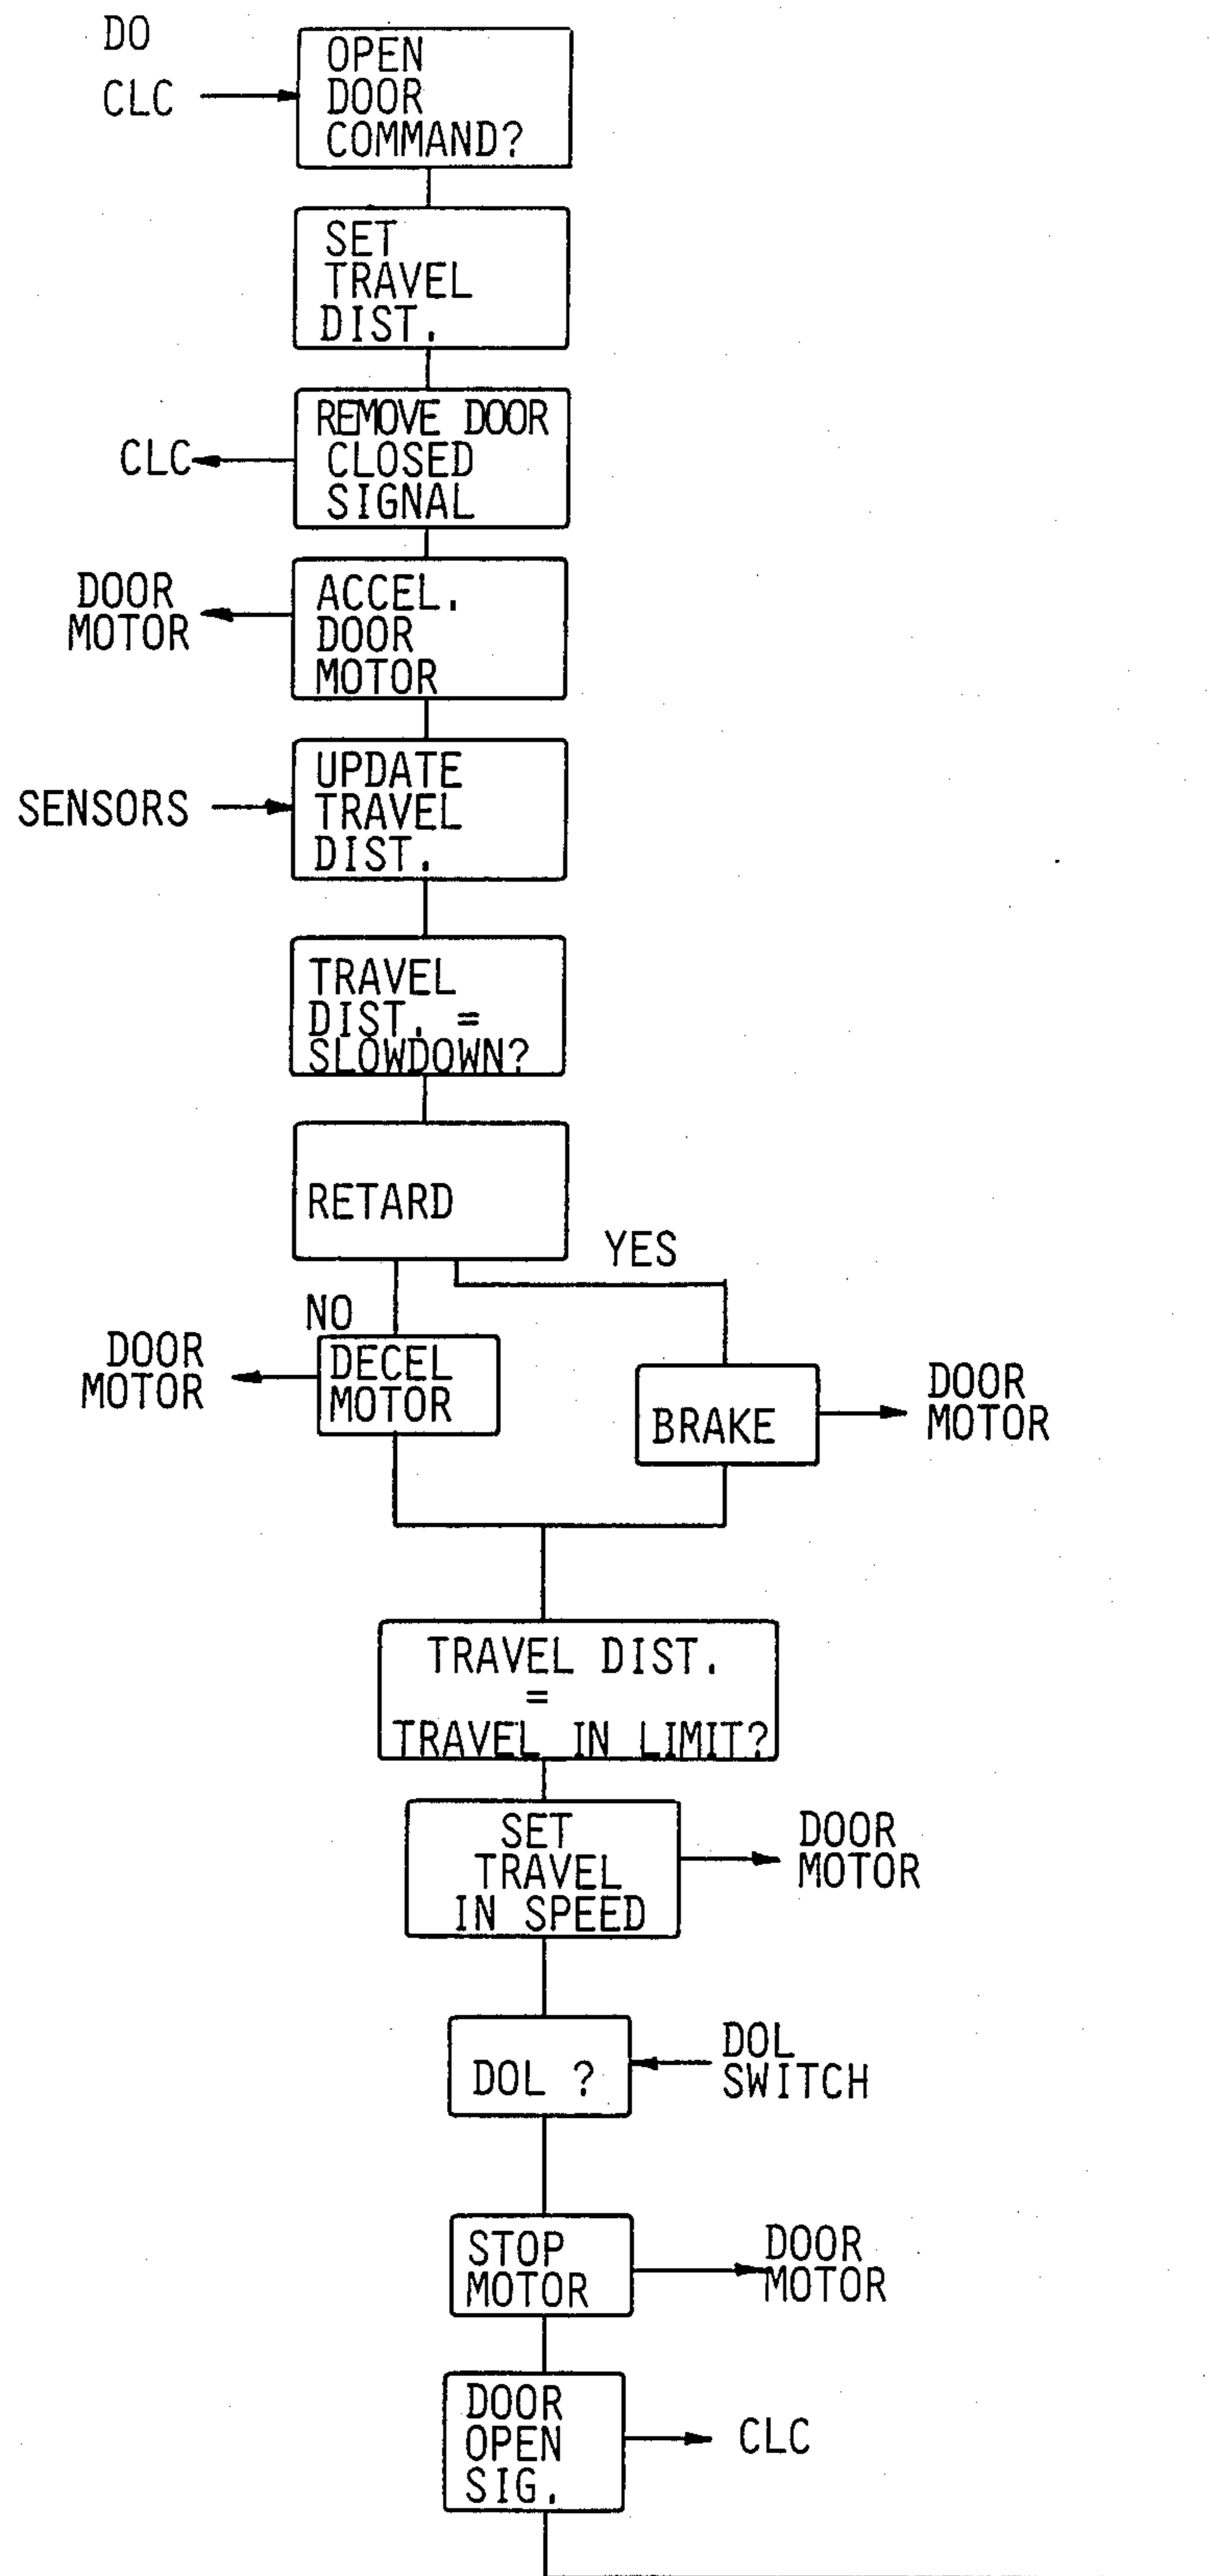 DO
CLC
OPEN
DOOR
COMMAND?
SET
TRAVEL
DIST.
REMOVE DOOR
CLOSED
SIGNAL
CLC
ACCEL.
DOOR
MOTOR
DOOR
MOTOR
UPDATE
TRAVEL
DIST.
SENSORS
TRAVEL
DIST. =
SLOWDOWN?
RETARD
YES
NO
DECEL
MOTOR
DOOR
MOTOR
BRAKE
DOOR
MOTOR
TRAVEL DIST.
=
TRAVEL IN LIMIT?
SET
TRAVEL
IN SPEED
DOOR
MOTOR
DOL ?
DOL
SWITCH
STOP
MOTOR
DOOR
MOTOR
DOOR
OPEN
SIG.
CLC